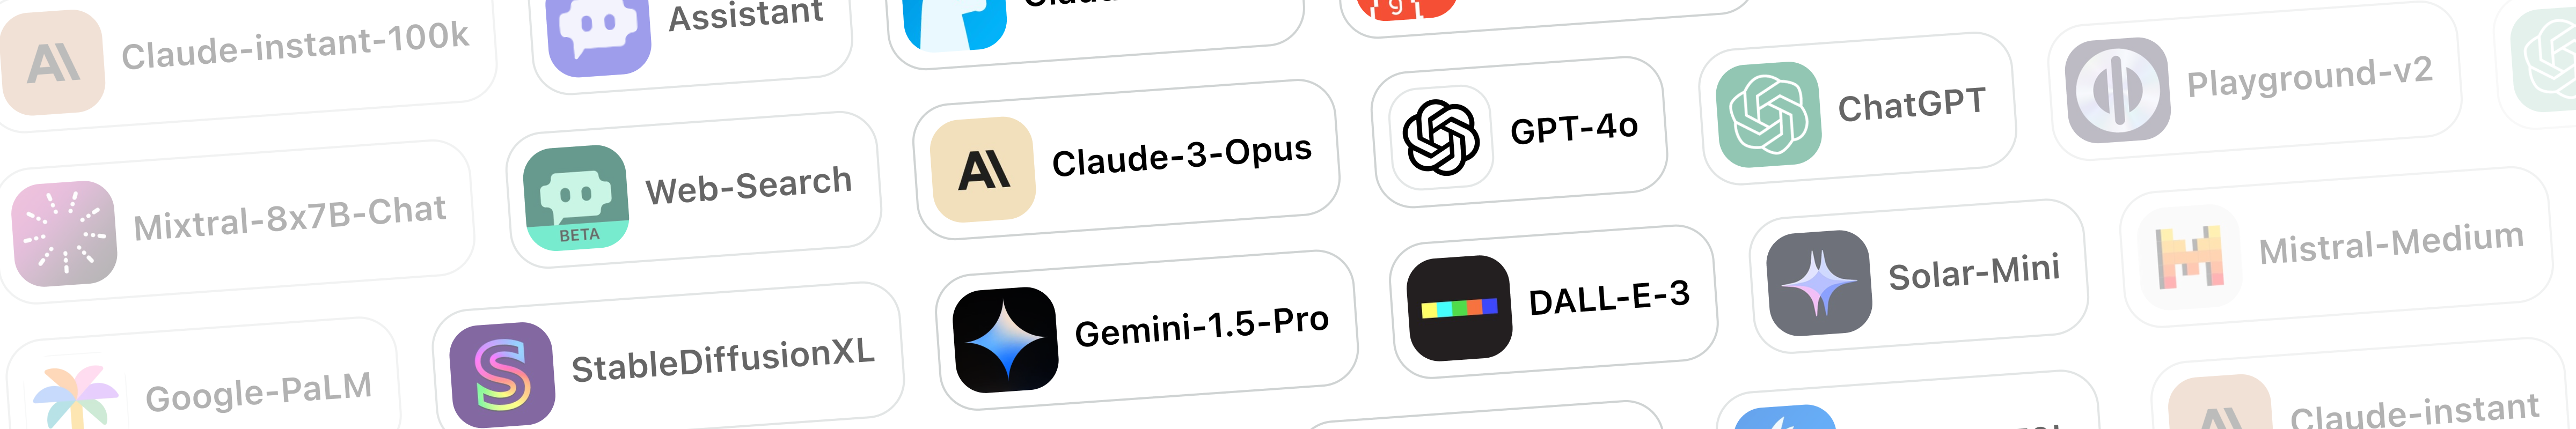 Claude-instant-100k
Assistant
Playground-v2
ChatGPT
GPT-4o
Claude-3-Opus
Web-Search
BETA
Mixtral-8x7B-Chat
Mistral-Medium
Solar-Mini
DALL-E-3
Gemini-1.5-Pro
StableDiffusionXL
Google-PaLM
Claude-instant